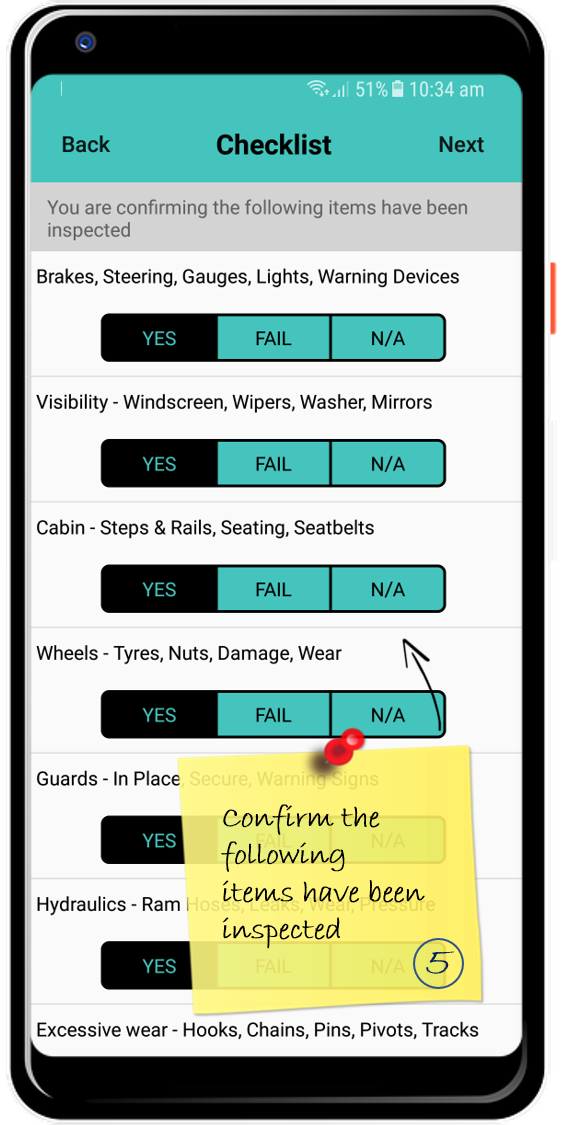 51% 10:34 am
Back Checklist Next
You are confirming the following items have been
inspected
Brakes, Steering, Gauges, Lights, Warning Devices
YES FAIL N/A
Visibility - Windscreen, Wipers, Washer, Mirrors
YES FAIL N/A
Cabin - Steps & Rails, Seating, Seatbelts
YES FAIL N/A
Wheels - Tyres, Nuts, Damage, Wear
YES FAIL N/A
Guards - In Place, Secure, Warning Signs
YES FAIL N/A
Hydraulics - Ram Hoses, Leaks, Wear, Pressure
YES FAIL N/A
Excessive wear - Hooks, Chains, Pins, Pivots, Tracks
Confirm the
following
items have been
inspected
5